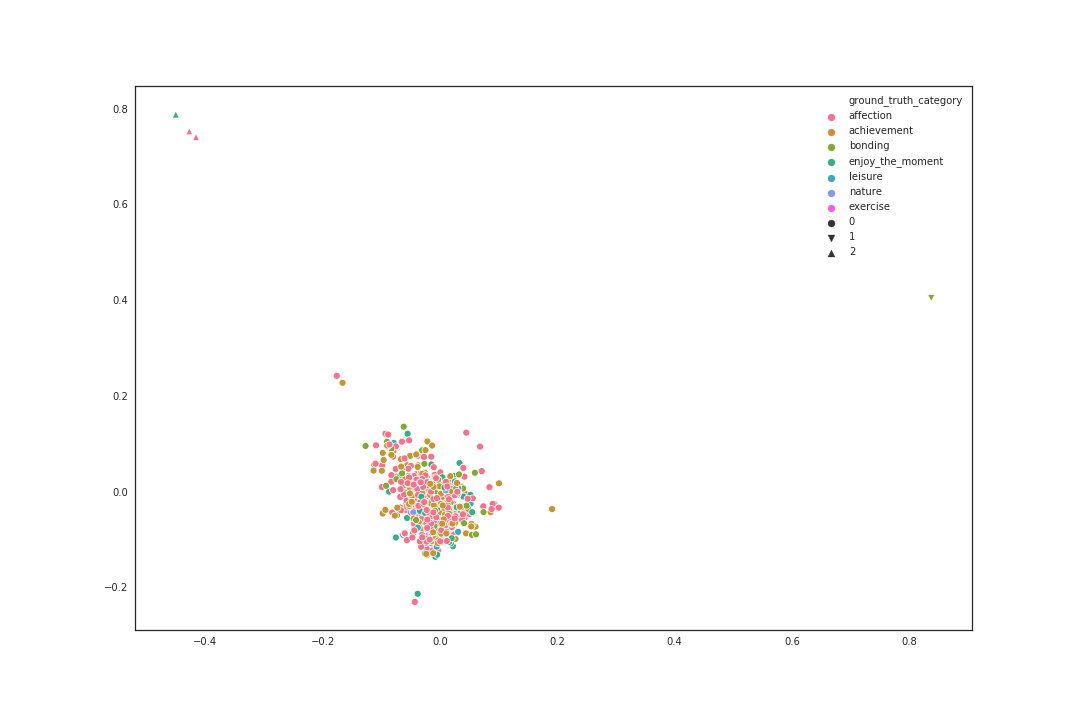 ground_truth_category
affection
achievement
bonding
enjoy_the_moment
leisure
nature
exercise
0
1
2
0.8
0.6
0.4
0.2
0.0
−0.2
−0.4 −0.2 0.0 0.2 0.4 0.6 0.8